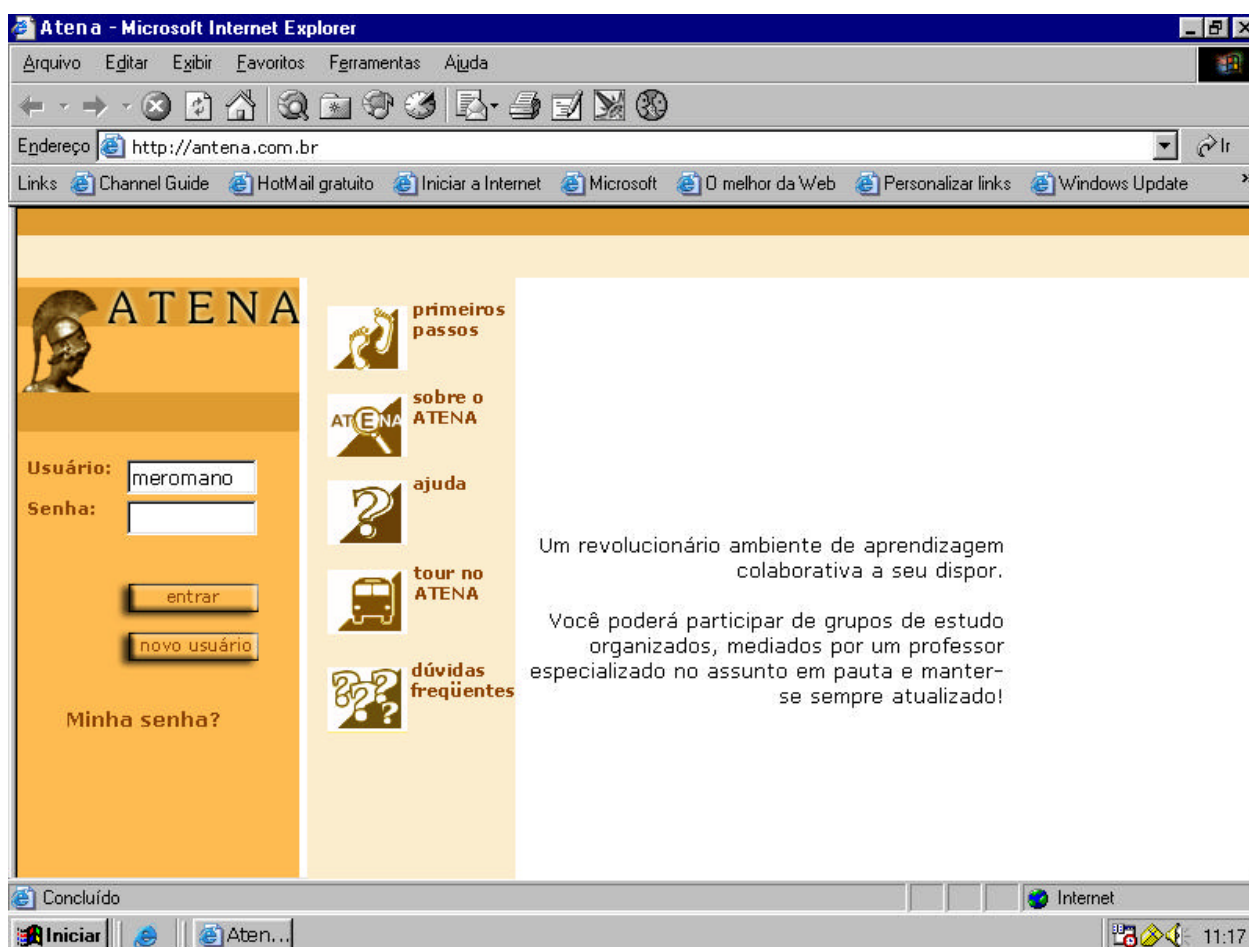 Atena - Microsoft Internet Explorer
Arquivo Editar Exibir Favoritos Ferramentas Ajuda
Endereço http://antena.com.br Ir
Links Channel Guide HotMail gratuito Iniciar a Internet Microsoft O melhor da Web Personalizar links Windows Update »
ATENA
Usuário: meromano
Senha:
entrar
novo usuário
Minha senha?
primeiros
passos
ATENA
sobre o
ATENA
?
ajuda
tour no
ATENA
????
dúvidas
freqüentes
Um revolucionário ambiente de aprendizagem
colaborativa a seu dispor.
Você poderá participar de grupos de estudo
organizados, mediados por um professor
especializado no assunto em pauta e manter-
se sempre atualizado!
Concluído Internet
Iniciar Aten... 11:17